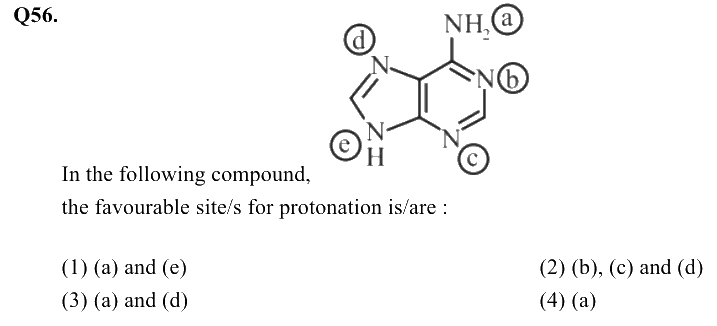 Q56.
NH₂ ⓐ
ⓓ
N
N ⓑ
N
N
ⓔ H
ⓒ
In the following compound,
the favourable site/s for protonation is/are :
(1) (a) and (e) (2) (b), (c) and (d)
(3) (a) and (d) (4) (a)